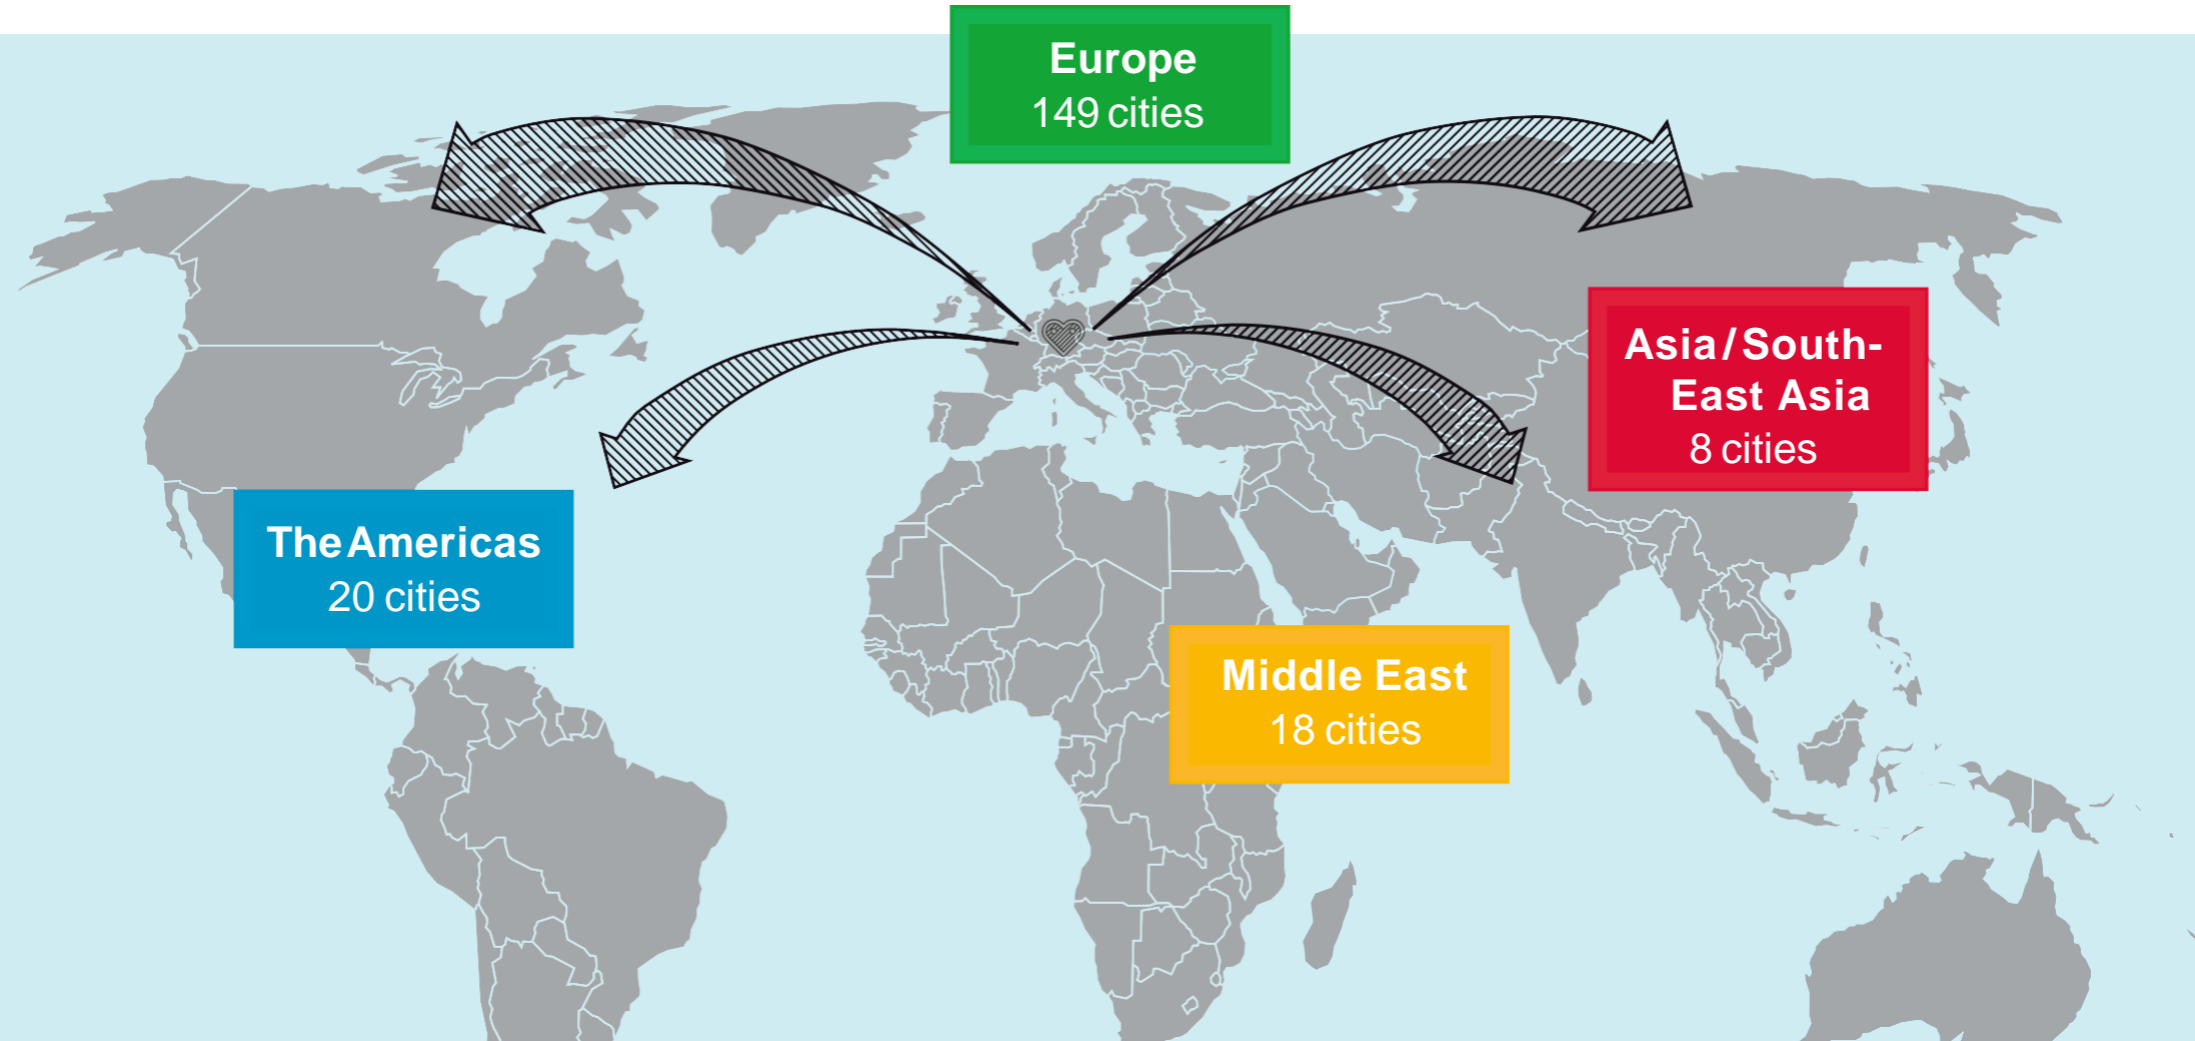 Europe
149 cities
Asia/South-
East Asia
8 cities
The Americas
20 cities
Middle East
18 cities